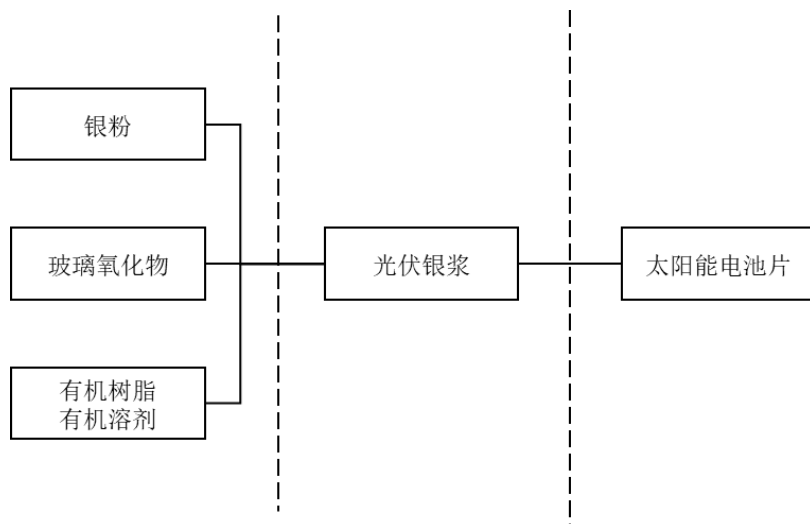 银粉
玻璃氧化物
有机树脂
有机溶剂
光伏银浆
太阳能电池片